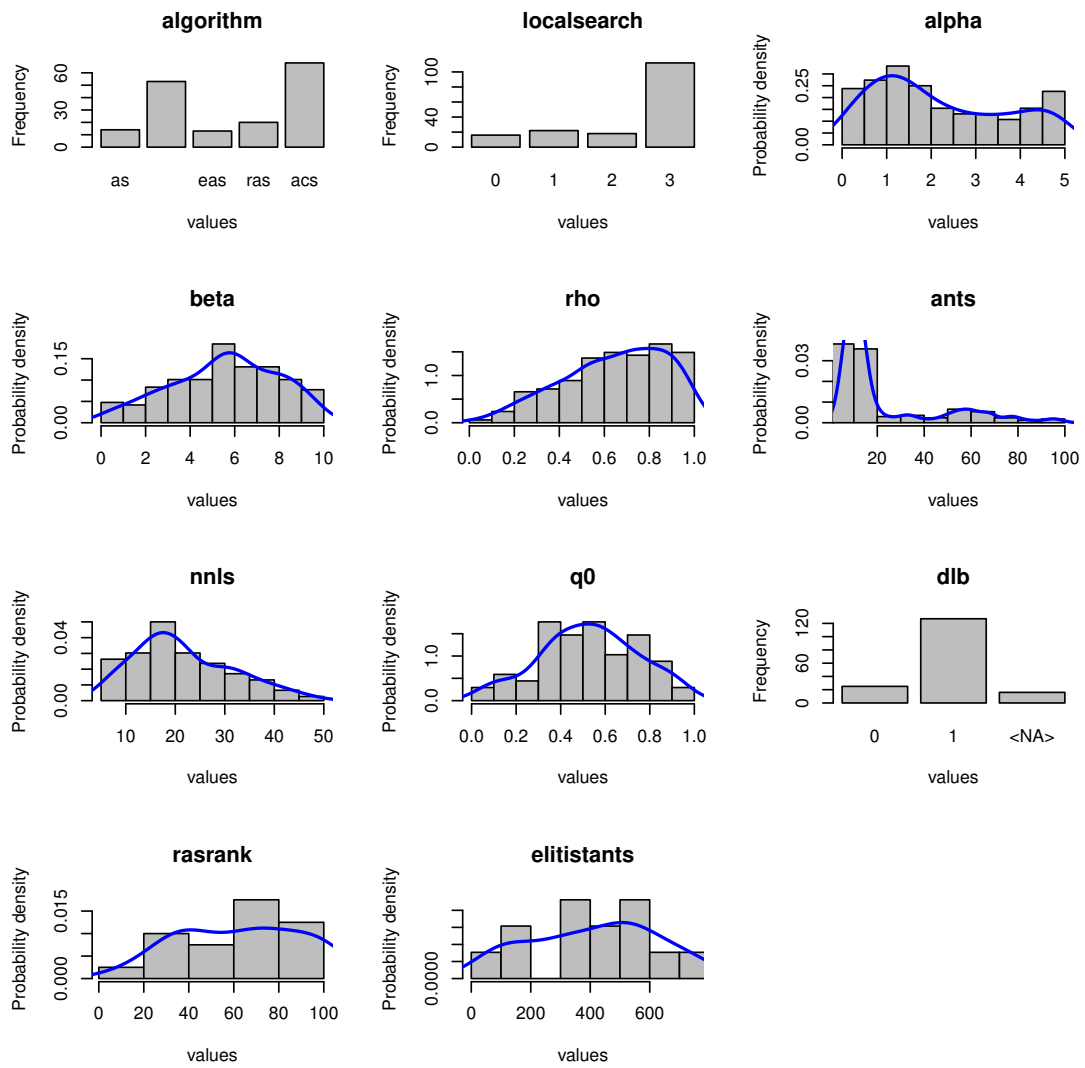 algorithm
Frequency
0 30 60
as eas ras acs
values
localsearch
Frequency
0 40 100
0 1 2 3
values
alpha
Probability density
0.00 0.25
0 1 2 3 4 5
values
beta
Probability density
0.00 0.15
0 2 4 6 8 10
values
rho
Probability density
0.0 1.0
0.0 0.2 0.4 0.6 0.8 1.0
values
ants
Probability density
0.00 0.03
20 40 60 80 100
values
nnls
Probability density
0.00 0.04
10 20 30 40 50
values
q0
Probability density
0.0 1.0
0.0 0.2 0.4 0.6 0.8 1.0
values
dlb
Frequency
0 60 120
0 1 <NA>
values
rasrank
Probability density
0.000 0.015
0 20 40 60 80 100
values
elitistants
Probability density
0.0000
0 200 400 600
values